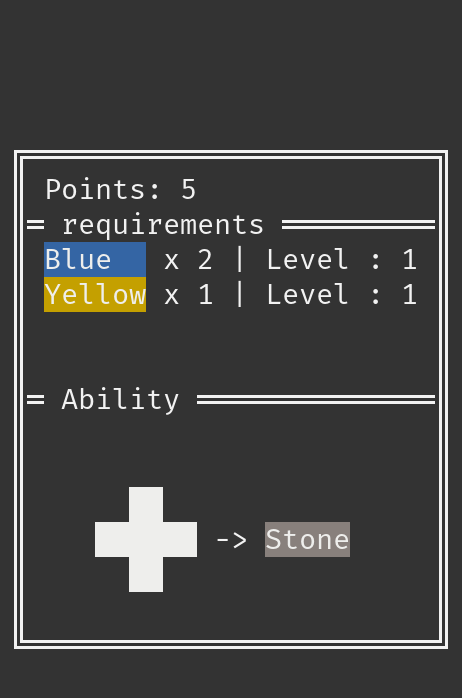 Points: 5
requirements
Blue x 2 | Level : 1
Yellow x 1 | Level : 1
Ability
-> Stone